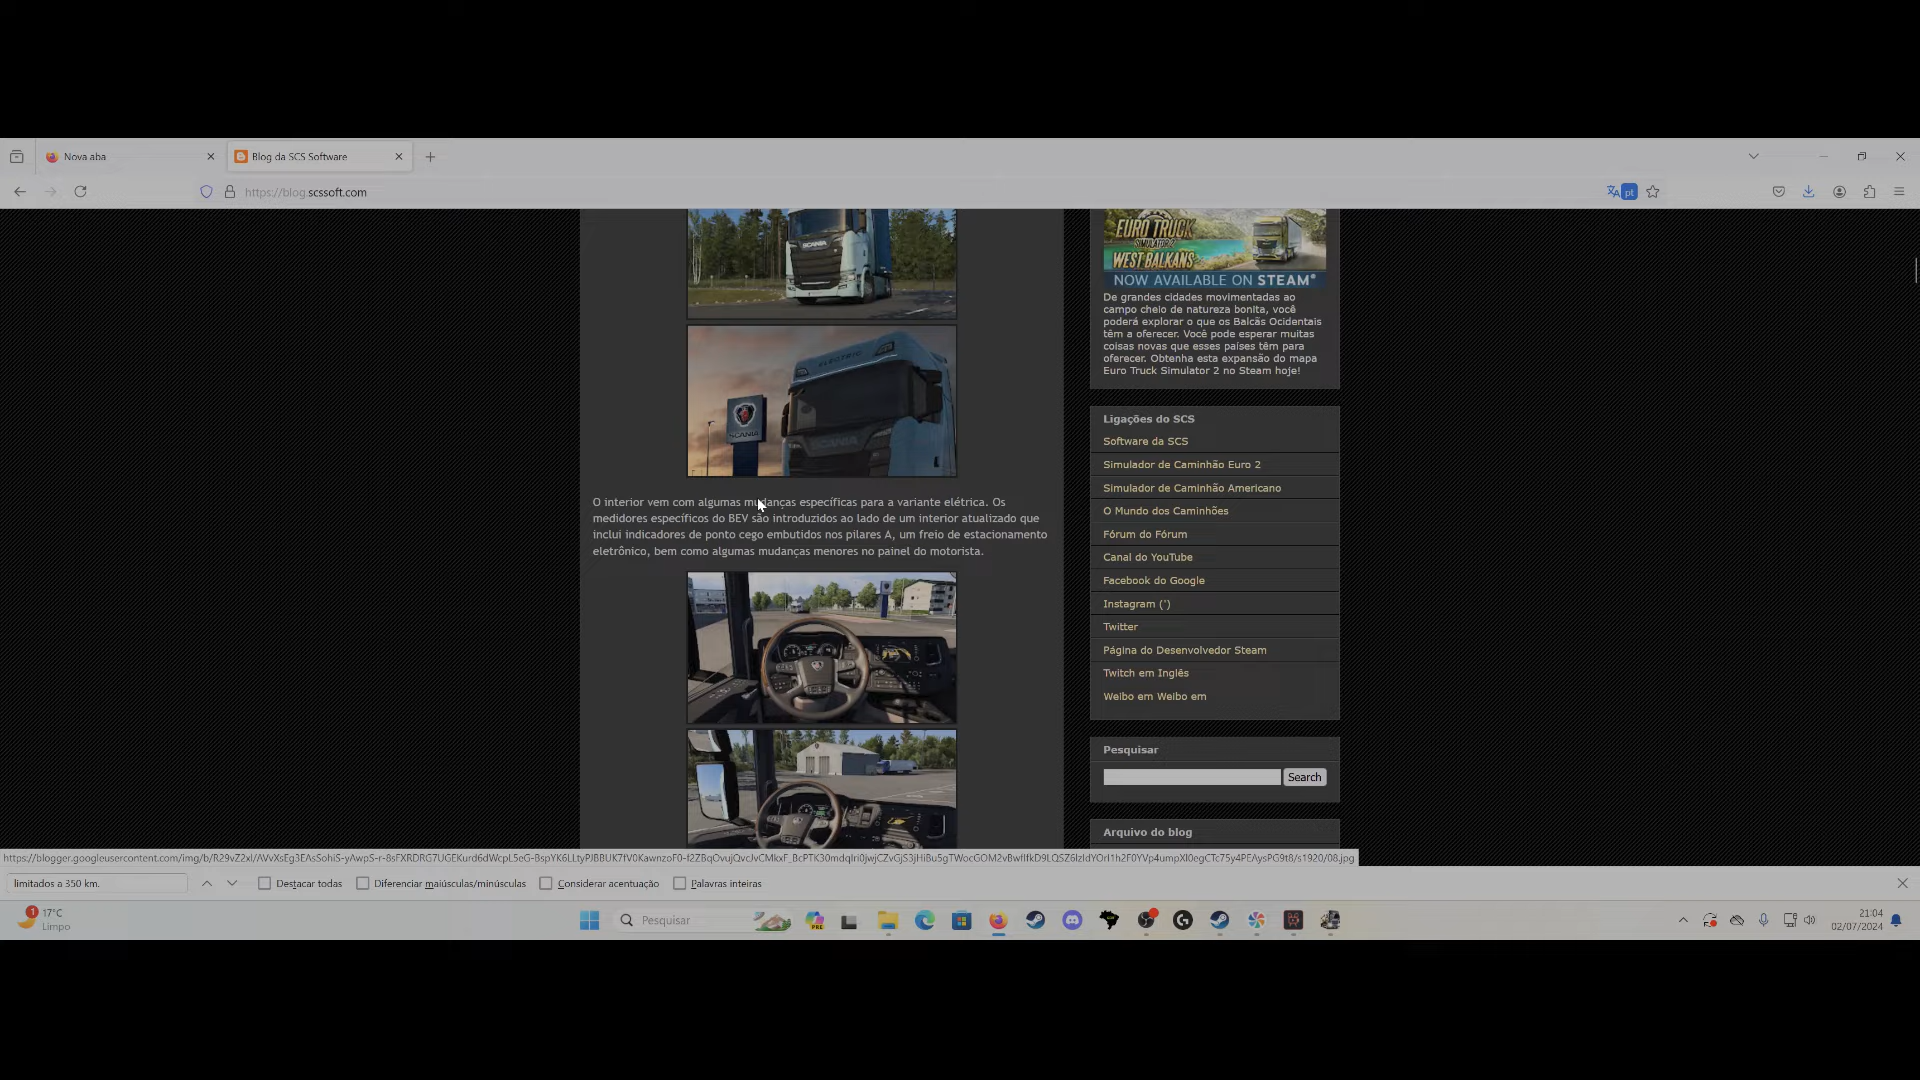 Nova aba
Blog da SCS Software
https://blog.scssoft.com
pt
SCANIA
ELECTRIC
SCANIA
SCANIA
O interior vem com algumas mudanças específicas para a variante elétrica. Os
medidores específicos do BEV são introduzidos ao lado de um interior atualizado que
inclui indicadores de ponto cego embutidos nos pilares A, um freio de estacionamento
eletrônico, bem como algumas mudanças menores no painel do motorista.
EURO TRUCK
SIMULATOR 2
WEST BALKANS
NOW AVAILABLE ON STEAM®
De grandes cidades movimentadas ao
campo cheio de natureza bonita, você
poderá explorar o que os Balcãs Ocidentais
têm a oferecer. Você pode esperar muitas
coisas novas que esses países têm para
oferecer. Obtenha esta expansão do mapa
Euro Truck Simulator 2 no Steam hoje!
Ligações do SCS
Software da SCS
Simulador de Caminhão Euro 2
Simulador de Caminhão Americano
O Mundo dos Caminhões
Fórum do Fórum
Canal do YouTube
Facebook do Google
Instagram (')
Twitter
Página do Desenvolvedor Steam
Twitch em Inglês
Weibo em Weibo em
Pesquisar
Search
Arquivo do blog
limitados a 350 km.
Destacar todas
Diferenciar maiúsculas/minúsculas
Considerar acentuação
Palavras inteiras
1
17°C
Limpo
Pesquisar
PRE
21:04
02/07/2024